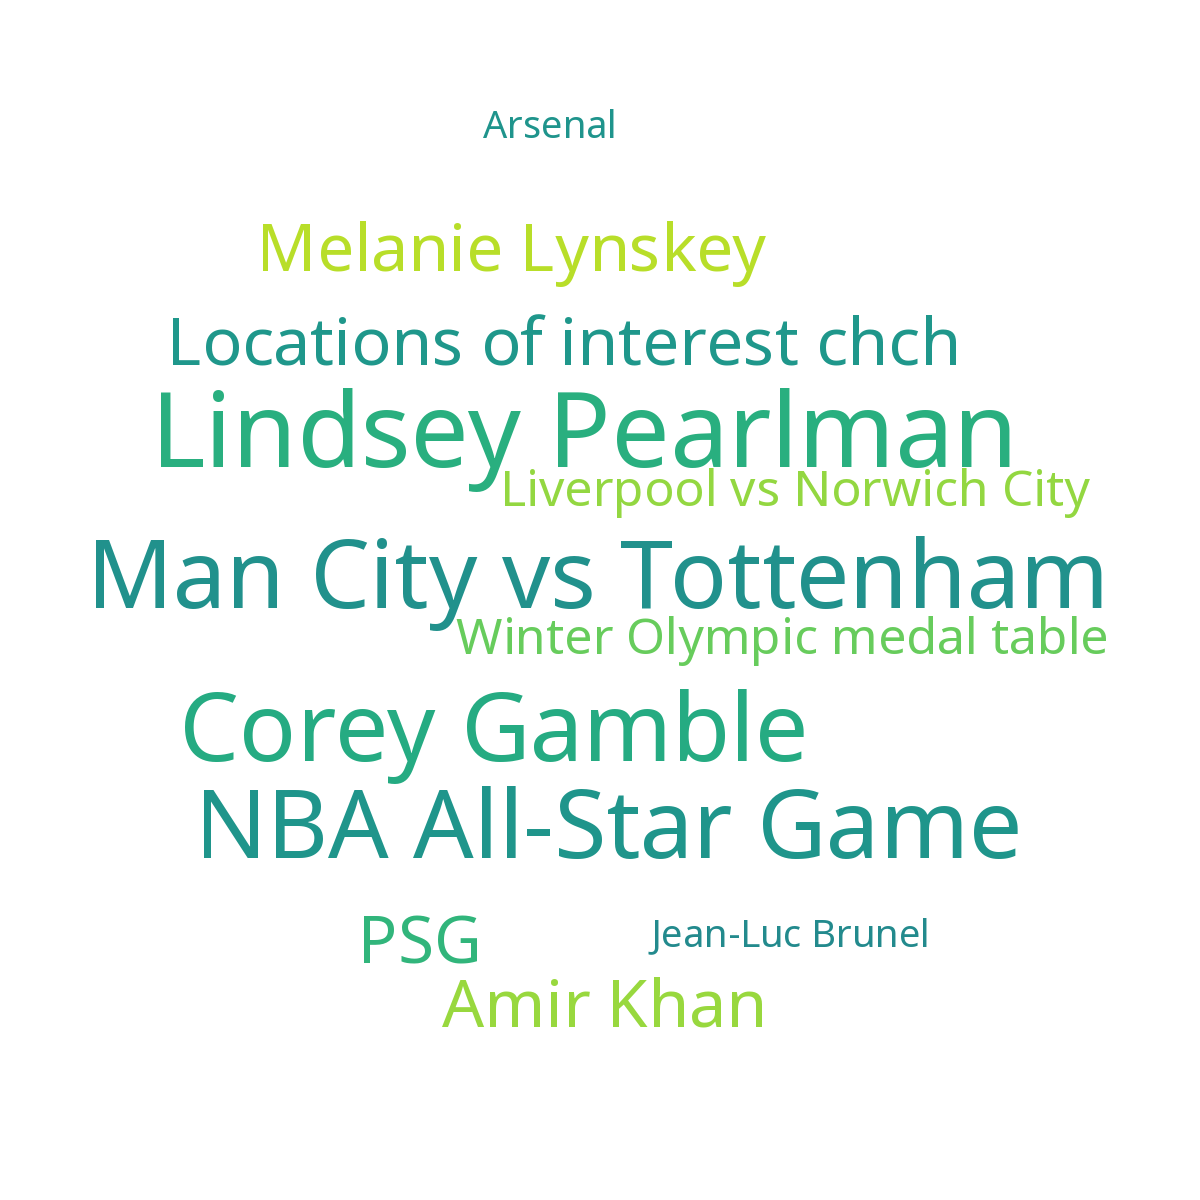 Arsenal
Melanie Lynskey
Locations of interest chch
Lindsey Pearlman
Liverpool vs Norwich City
Man City vs Tottenham
Winter Olympic medal table
Corey Gamble
NBA All-Star Game
PSG
Jean-Luc Brunel
Amir Khan